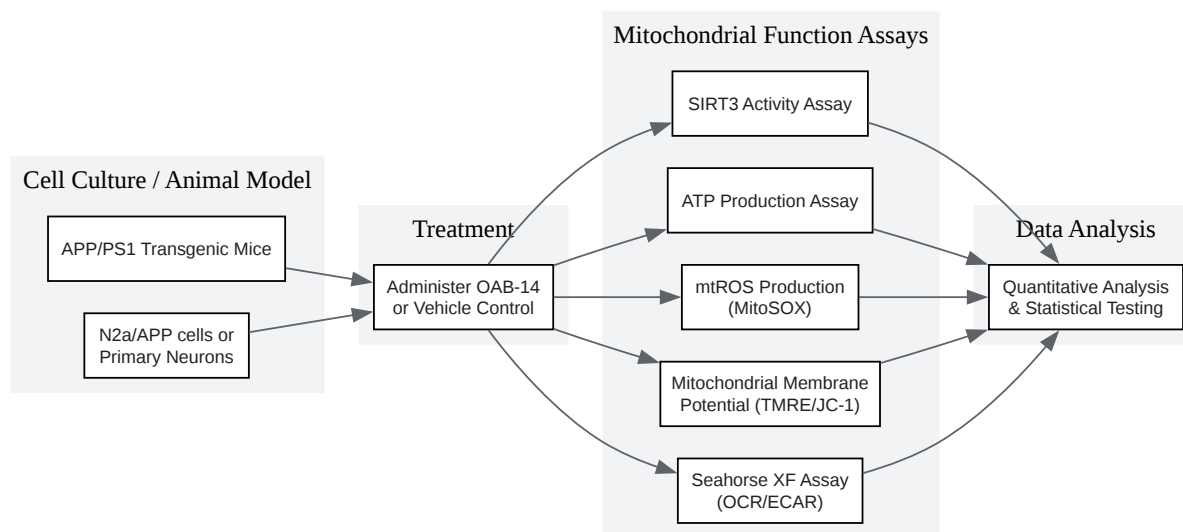 Cell Culture / Animal Model
APP/PS1 Transgenic Mice
N2a/APP cells or
Primary Neurons
Treatment
Administer OAB-14
or Vehicle Control
Mitochondrial Function Assays
SIRT3 Activity Assay
ATP Production Assay
mtROS Production
(MitoSOX)
Mitochondrial Membrane
Potential (TMRE/JC-1)
Seahorse XF Assay
(OCR/ECAR)
Data Analysis
Quantitative Analysis
& Statistical Testing